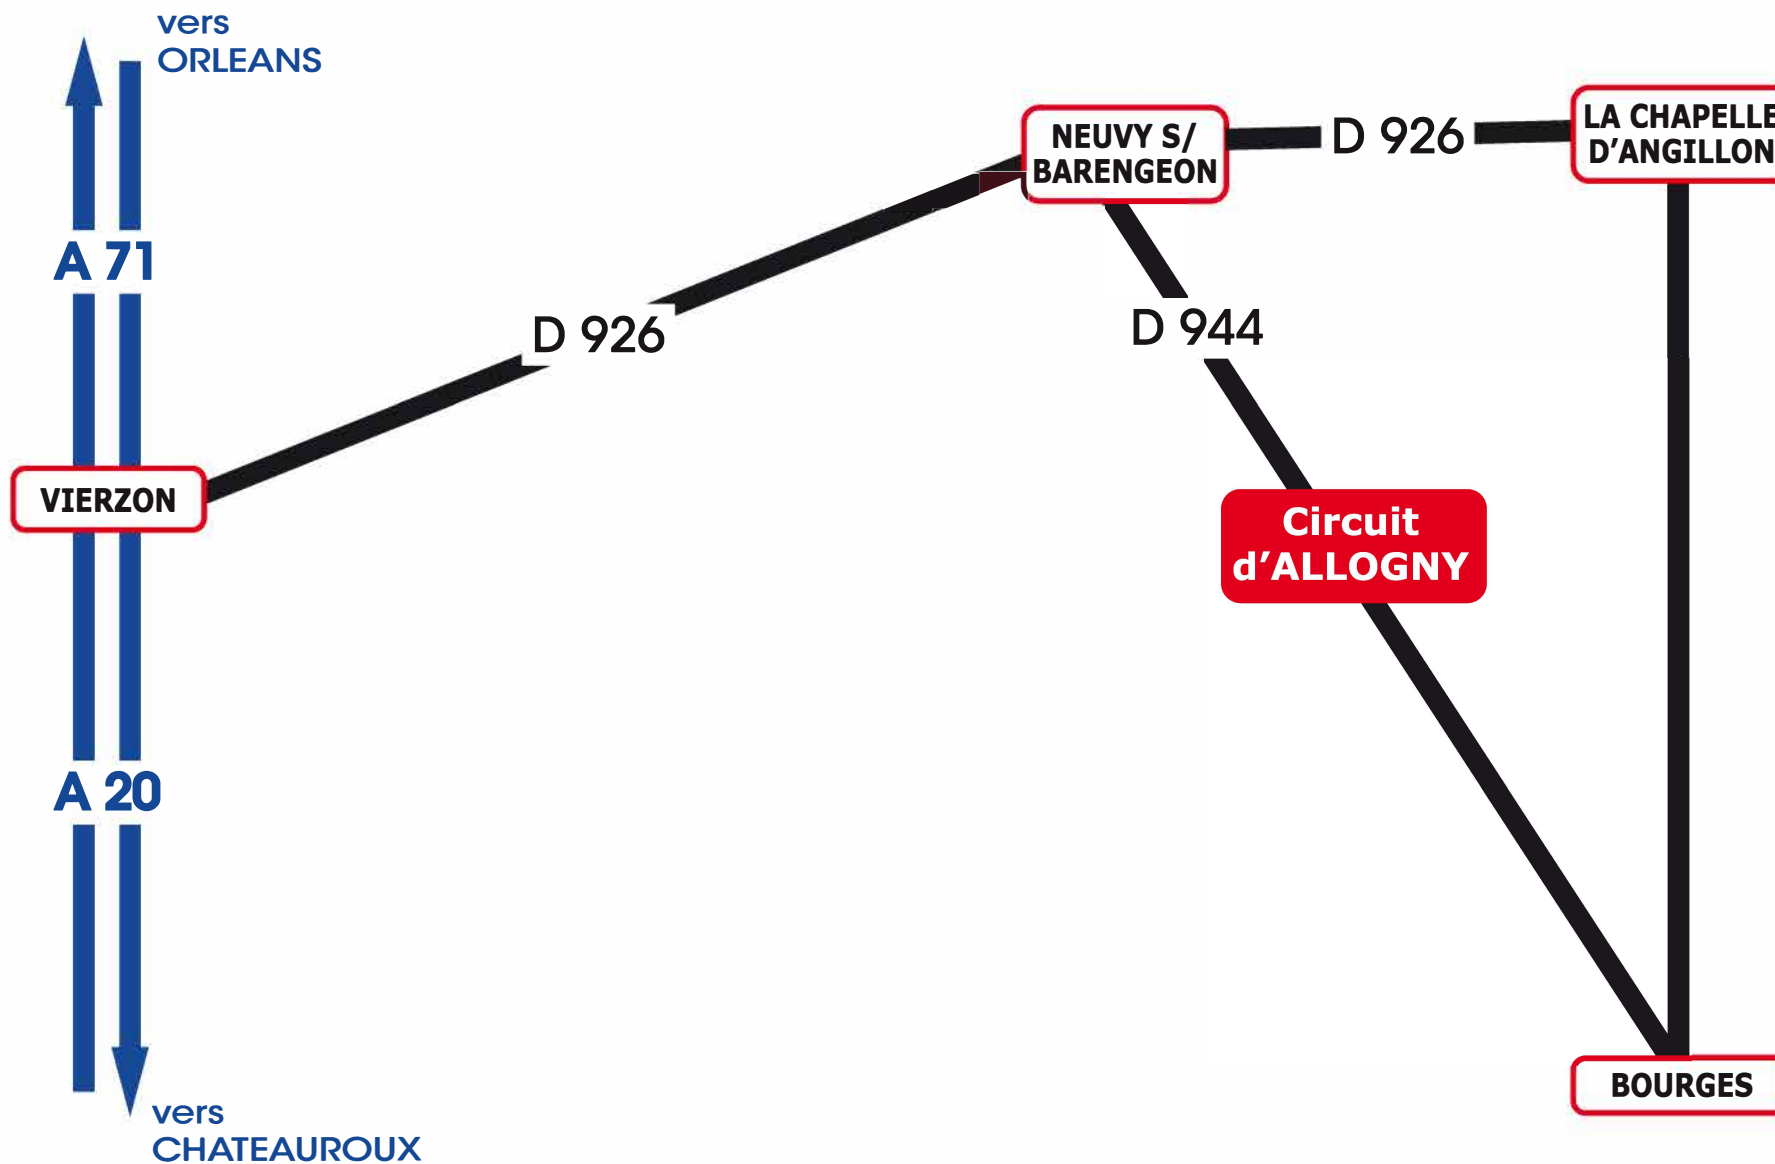 vers
ORLEANS
NEUVY S/
BARENGEON
D 926
LA CHAPELLE
D'ANGILLON
A 71
D 926
D 944
VIERZON
Circuit
d'ALLOGNY
A 20
BOURGES
vers
CHATEAUROUX